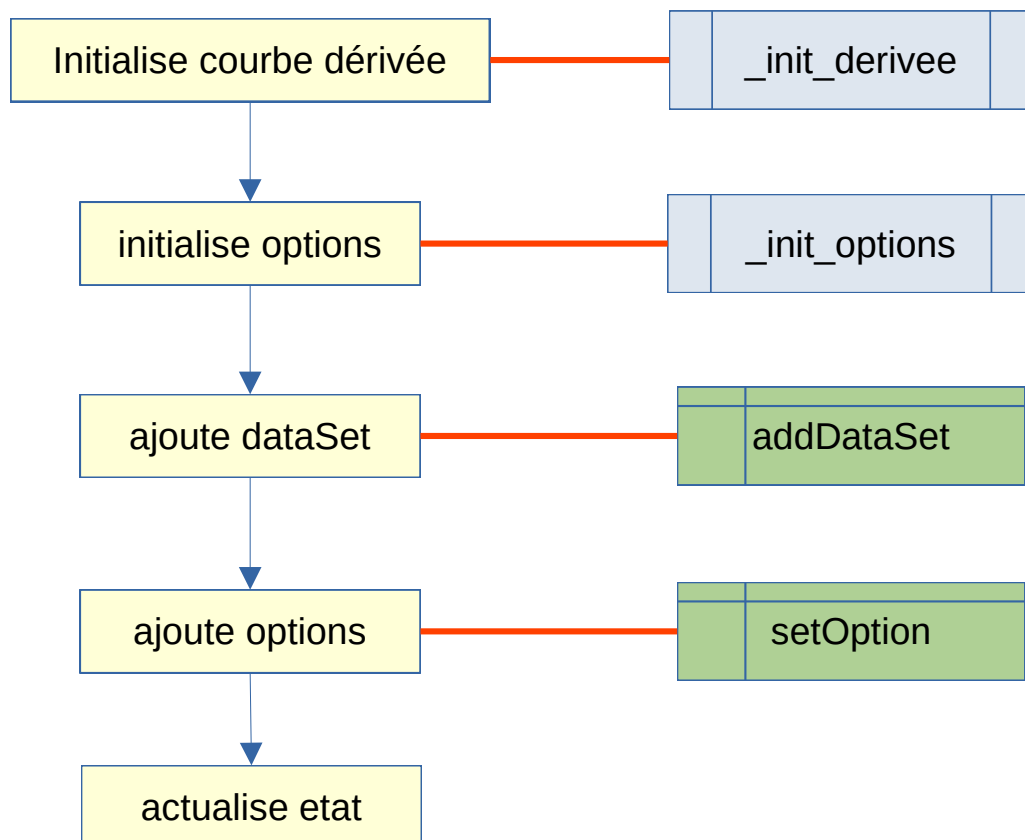 Initialise courbe dérivée
_init_derivee
initialise options
_init_options
ajoute dataSet
addDataSet
ajoute options
setOption
actualise etat